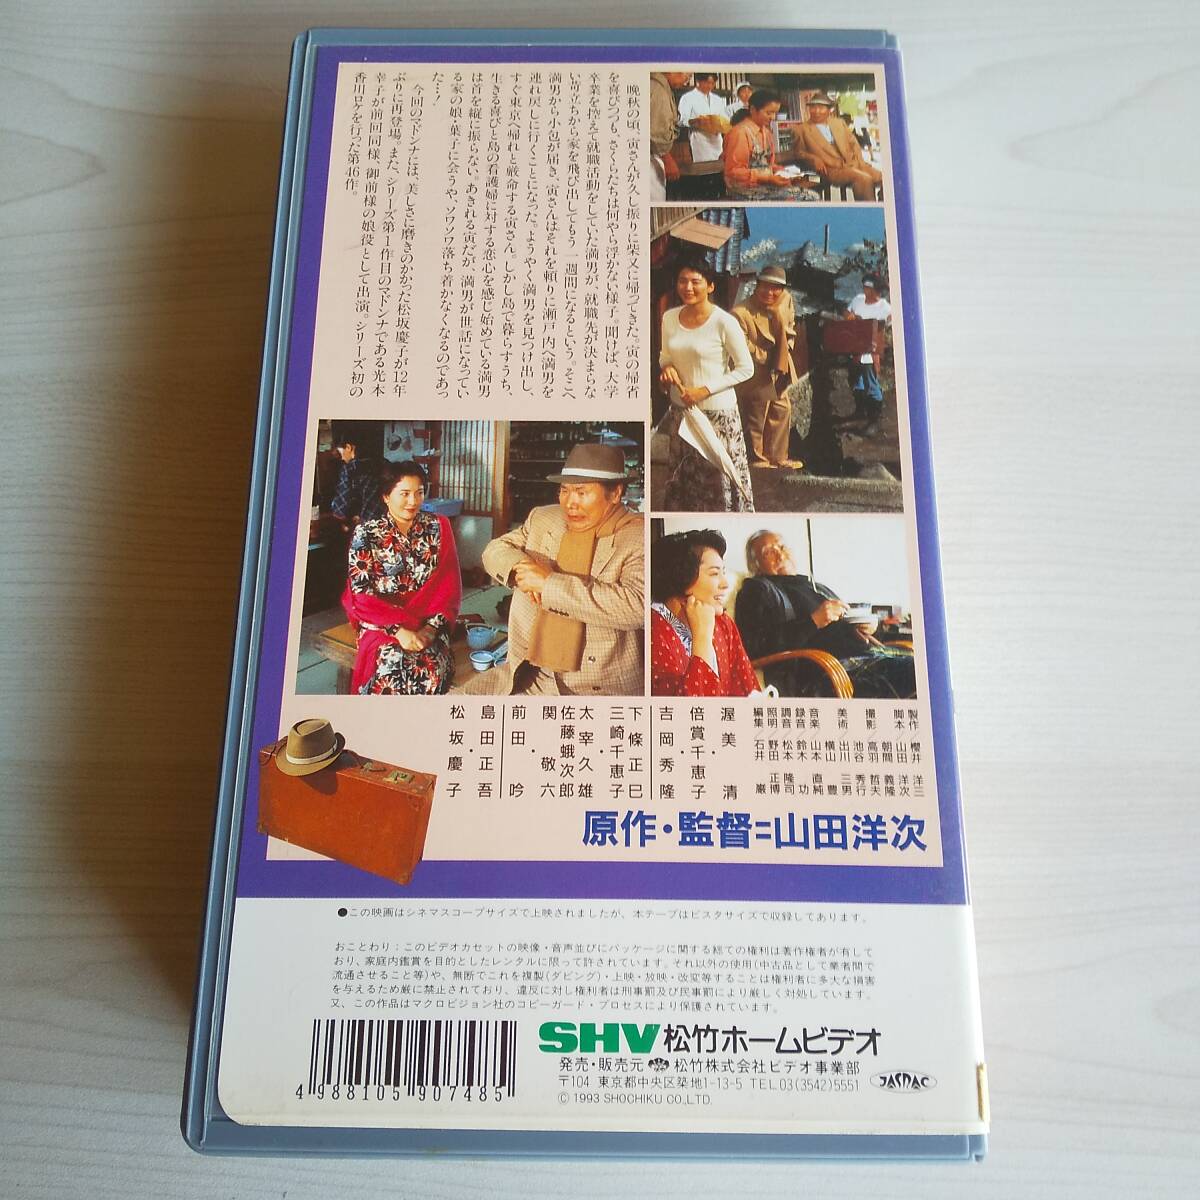 晩秋の頃、寅さんが久し振りに柴又に帰ってきた。寅の帰省
を喜びつつも、さくらたちは何やら浮かない様子。聞けば、大学
卒業を控えて就職活動をしていた満男が、就職先が決まらな
い苛立ちから家を飛び出してもう一週間になるという。そこへ
満男から小包が届き、寅さんはそれを頼りに瀬戸内へ満男を
連れ戻しに行くことになった。ようやく満男を見つけ出し、
すぐ東京へ帰れと厳命する寅さん。しかし島で暮らすうち、
生きる喜びと島の看護婦に対する恋心を感じ始めている満男
は首を縦に振らない。あきれる寅だが、満男が世話になってい
る家の娘・葉子に会うや、ソワソワ落ち着かなくなるのであっ
た…!
今回のマドンナには、美しさに磨きのかかった松坂慶子が12年
ぶりに再登場。また、シリーズ第1作目のマドンナである光本
幸子が前回同様、御前様の娘役として出演。シリーズ初の
香川ロケを行った第46作。
製作/櫻井 洋三
脚本/山田 洋次
朝間 義隆
撮影/高羽 哲夫
池谷 秀行
美術/出川 三男
横山 豊
音楽/山本 直純
録音/鈴木 功
調音/松本 隆司
照明/野田 正博
編集/石井 巌
渥美 清
倍賞千恵子
吉岡秀隆
下條正巳
三崎千恵子
太宰久雄
佐藤蛾次郎
関 敬六
前田 吟
島田正吾
松坂慶子
原作・監督=山田洋次
●この映画はシネマスコープサイズで上映されましたが、本テープはビスタサイズで収録してあります。
おことわり:このビデオカセットの映像・音声並びにパッケージに関する総ての権利は著作権者が有して
おり、家庭内鑑賞を目的としたレンタルに限って許されています。それ以外の使用(中古品として業者間で
流通させること等)や、無断でこれを複製(ダビング)・上映・放映・改変等することは権利者に多大な損害
を与えるため厳に禁止されており、違反に対し権利者は刑事罰及び民事罰により厳しく対処しています。
又、この作品はマクロビジョン社のコピーガード・プロセスにより保護されています。
SHV 松竹ホームビデオ
発売・販売元 松竹株式会社ビデオ事業部
〒104 東京都中央区築地1-13-5 TEL.03(3542)5551
© 1993 SHOCHIKU CO.,LTD.
JASRAC
4 988105 907485